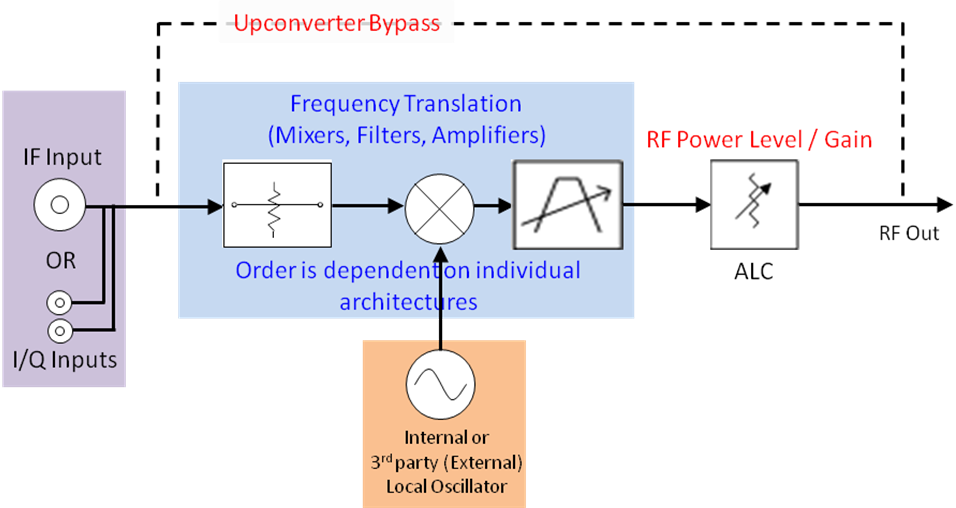 Upconverter Bypass
Frequency Translation
(Mixers, Filters, Amplifiers)
RF Power Level / Gain
IF Input
OR
I/Q Inputs
RF Out
Order is dependent on individual
architectures
ALC
Internal or
3rd party (External)
Local Oscillator